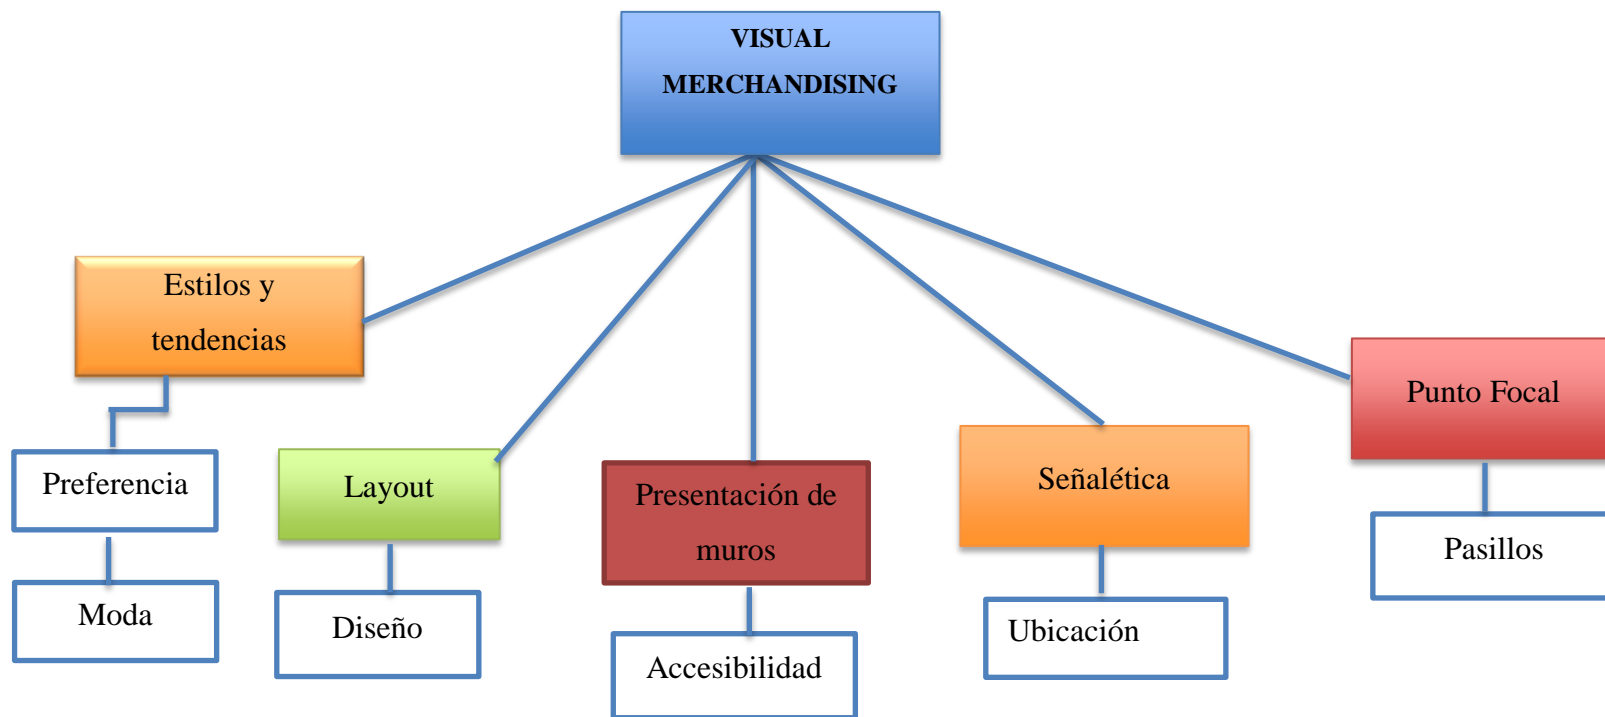 VISUAL
MERCHANDISING
Estilos y
tendencias
Preferencia
Moda
Layout
Diseño
Presentación de
muros
Accesibilidad
Señalética
Ubicación
Punto Focal
Pasillos